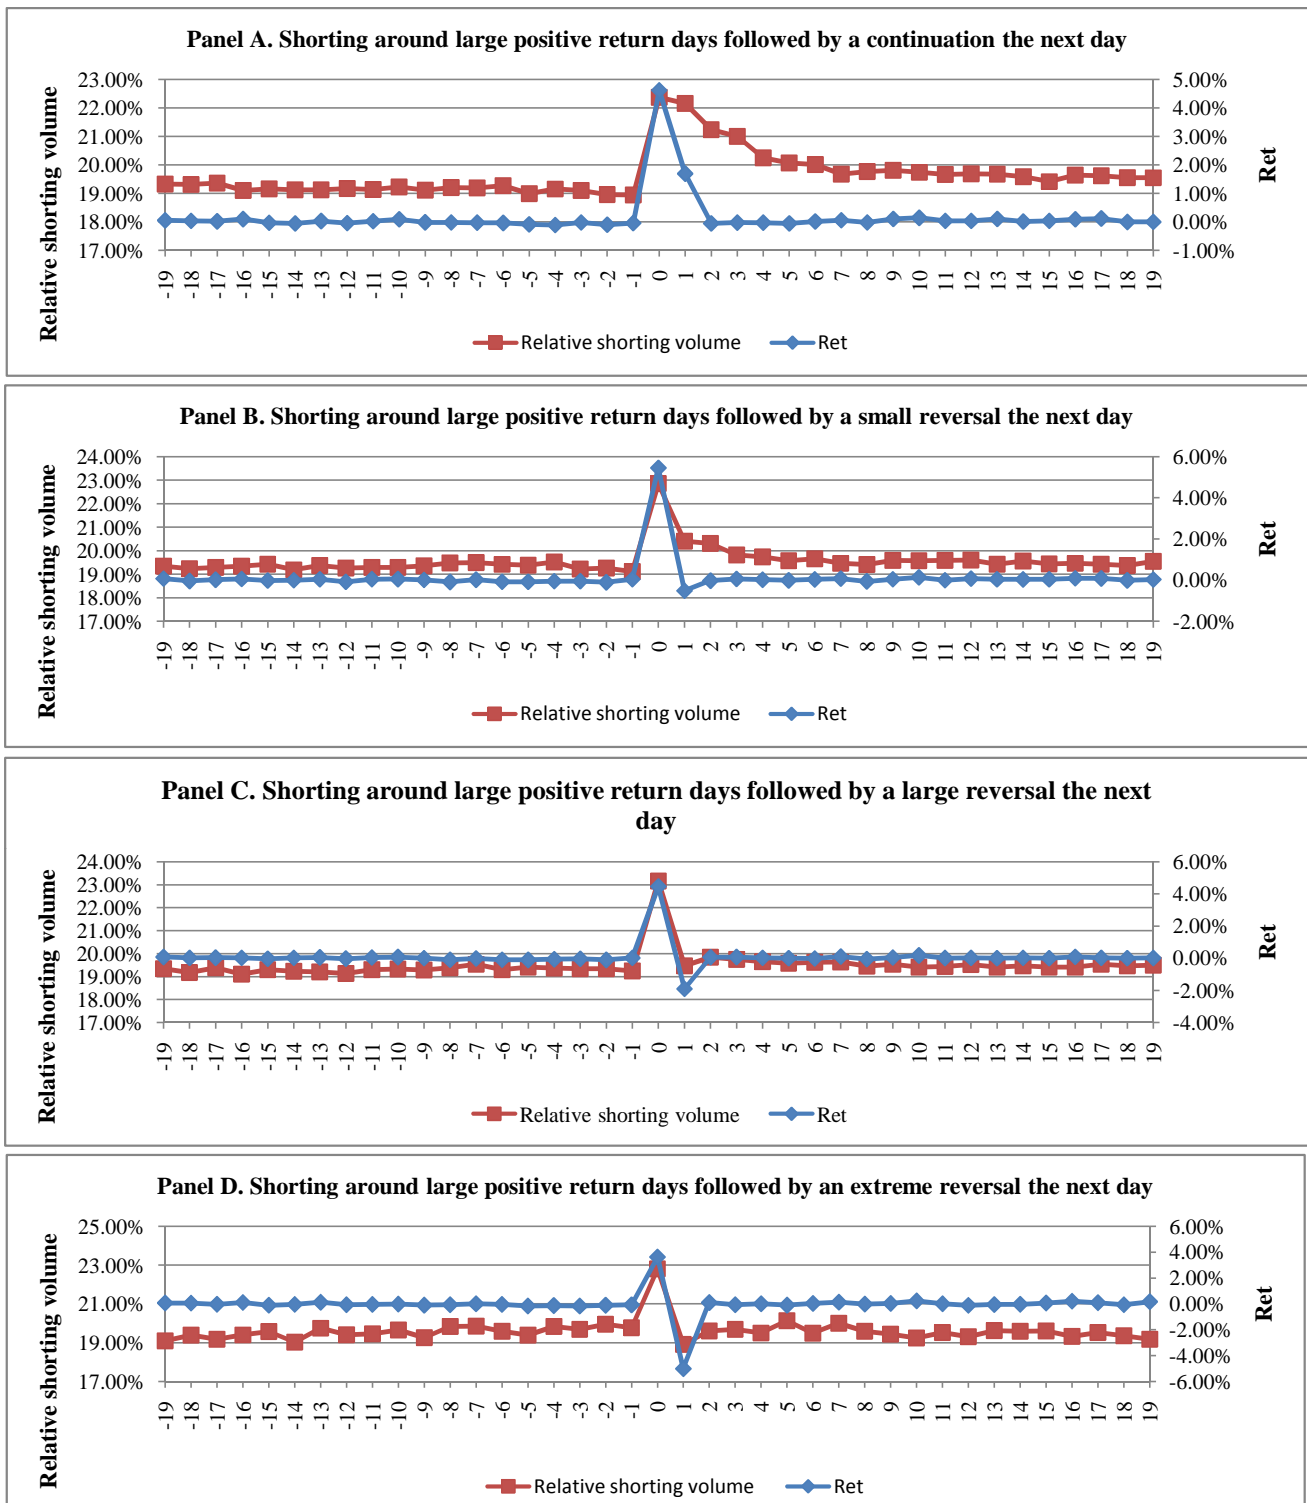 Panel A. Shorting around large positive return days followed by a continuation the next day
Relative shorting volume
23.00%
22.00%
21.00%
20.00%
19.00%
18.00%
17.00%
5.00%
4.00%
3.00%
2.00%
1.00%
0.00%
-1.00%
Ret
-19 -18 -17 -16 -15 -14 -13 -12 -11 -10 -9 -8 -7 -6 -5 -4 -3 -2 -1 0 1 2 3 4 5 6 7 8 9 10 11 12 13 14 15 16 17 18 19
Relative shorting volume Ret
Panel B. Shorting around large positive return days followed by a small reversal the next day
Relative shorting volume
24.00%
23.00%
22.00%
21.00%
20.00%
19.00%
18.00%
17.00%
6.00%
4.00%
2.00%
0.00%
-2.00%
Ret
-19 -18 -17 -16 -15 -14 -13 -12 -11 -10 -9 -8 -7 -6 -5 -4 -3 -2 -1 0 1 2 3 4 5 6 7 8 9 10 11 12 13 14 15 16 17 18 19
Relative shorting volume Ret
Panel C. Shorting around large positive return days followed by a large reversal the next
day
Relative shorting volume
24.00%
23.00%
22.00%
21.00%
20.00%
19.00%
18.00%
17.00%
6.00%
4.00%
2.00%
0.00%
-2.00%
-4.00%
Ret
-19 -18 -17 -16 -15 -14 -13 -12 -11 -10 -9 -8 -7 -6 -5 -4 -3 -2 -1 0 1 2 3 4 5 6 7 8 9 10 11 12 13 14 15 16 17 18 19
Relative shorting volume Ret
Panel D. Shorting around large positive return days followed by an extreme reversal the next day
Relative shorting volume
25.00%
23.00%
21.00%
19.00%
17.00%
6.00%
4.00%
2.00%
0.00%
-2.00%
-4.00%
-6.00%
Ret
-19 -18 -17 -16 -15 -14 -13 -12 -11 -10 -9 -8 -7 -6 -5 -4 -3 -2 -1 0 1 2 3 4 5 6 7 8 9 10 11 12 13 14 15 16 17 18 19
Relative shorting volume Ret